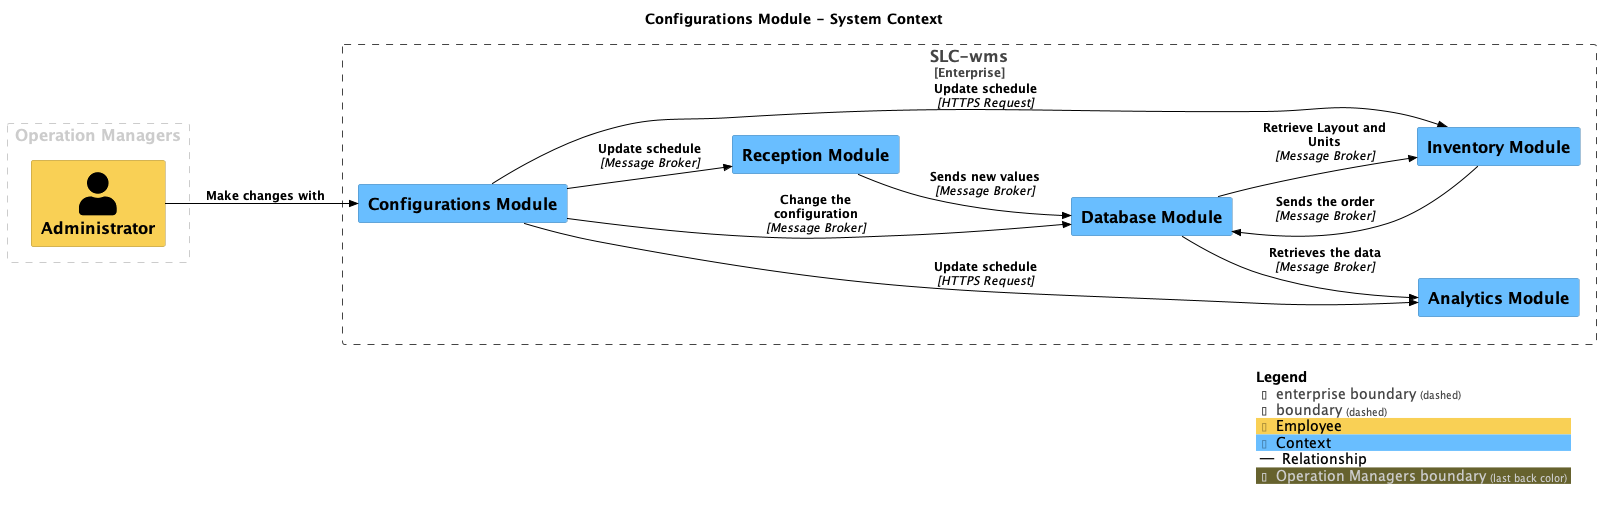 Configurations Module – System Context
SLC–wms
[Enterprise]
Operation Managers
Administrator
Make changes with
Configurations Module
Update schedule
[HTTPS Request]
Update schedule
[Message Broker]
Reception Module
Change the
configuration
[Message Broker]
Sends new values
[Message Broker]
Database Module
Retrieve Layout and
Units
[Message Broker]
Inventory Module
Sends the order
[Message Broker]
Retrieves the data
[Message Broker]
Update schedule
[HTTPS Request]
Analytics Module
Legend
enterprise boundary (dashed)
boundary (dashed)
Employee
Context
— Relationship
Operation Managers boundary (last back color)